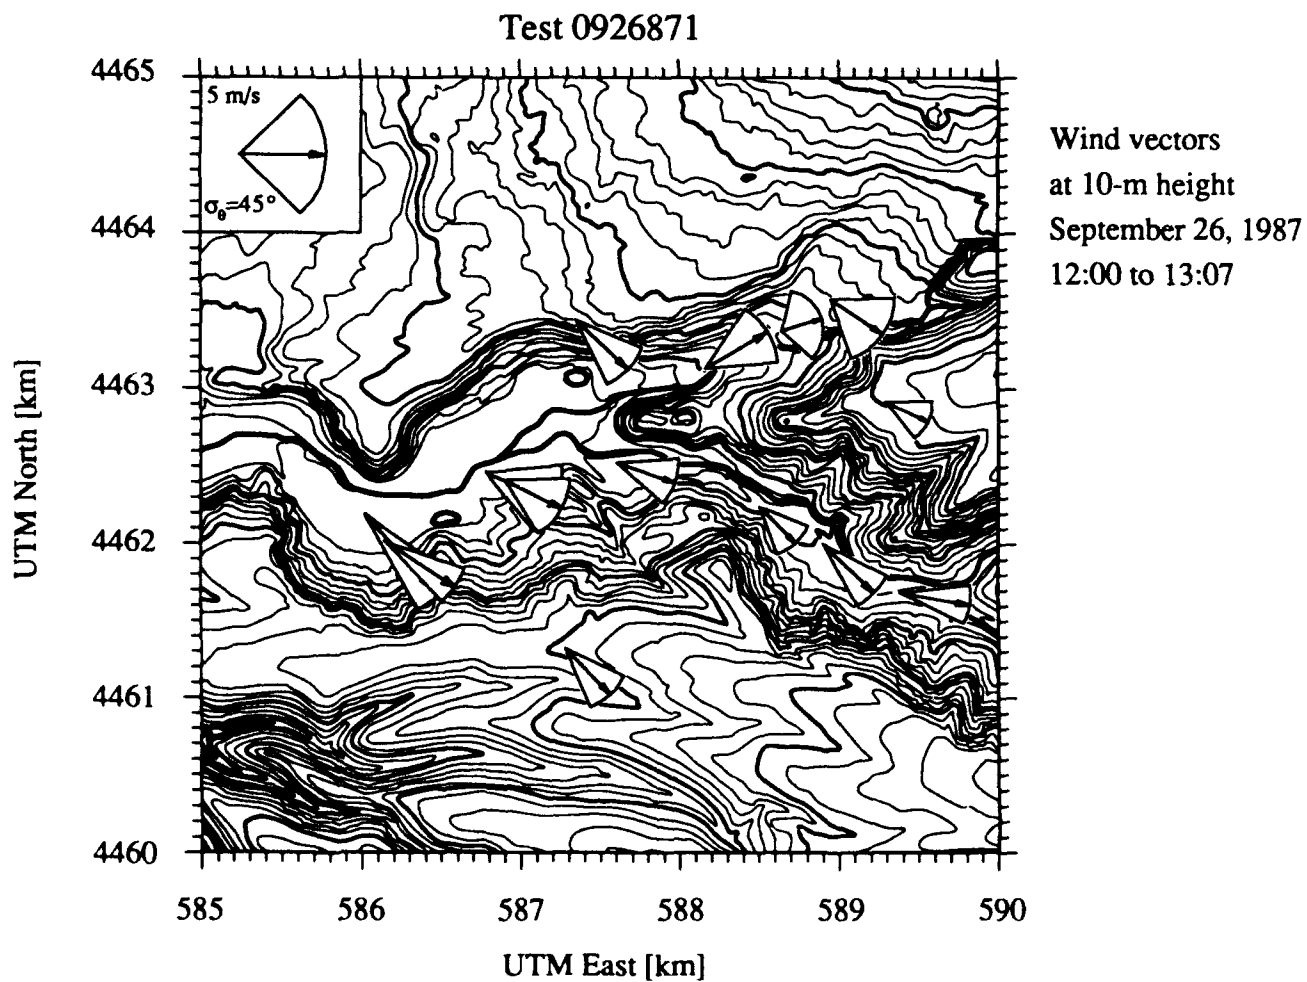 Test 0926871
4465
4464
4463
4462
4461
4460
UTM North [km]
5 m/s
σθ=45°
585
586
587
588
589
590
UTM East [km]
Wind vectors
at 10-m height
September 26, 1987
12:00 to 13:07